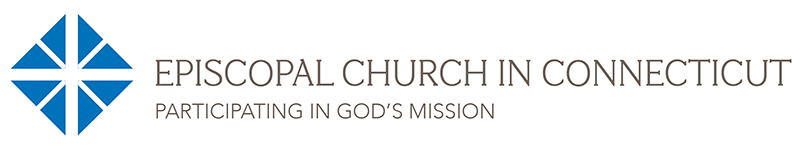 EPISCOPAL CHURCH IN CONNECTICUT
PARTICIPATING IN GOD'S MISSION